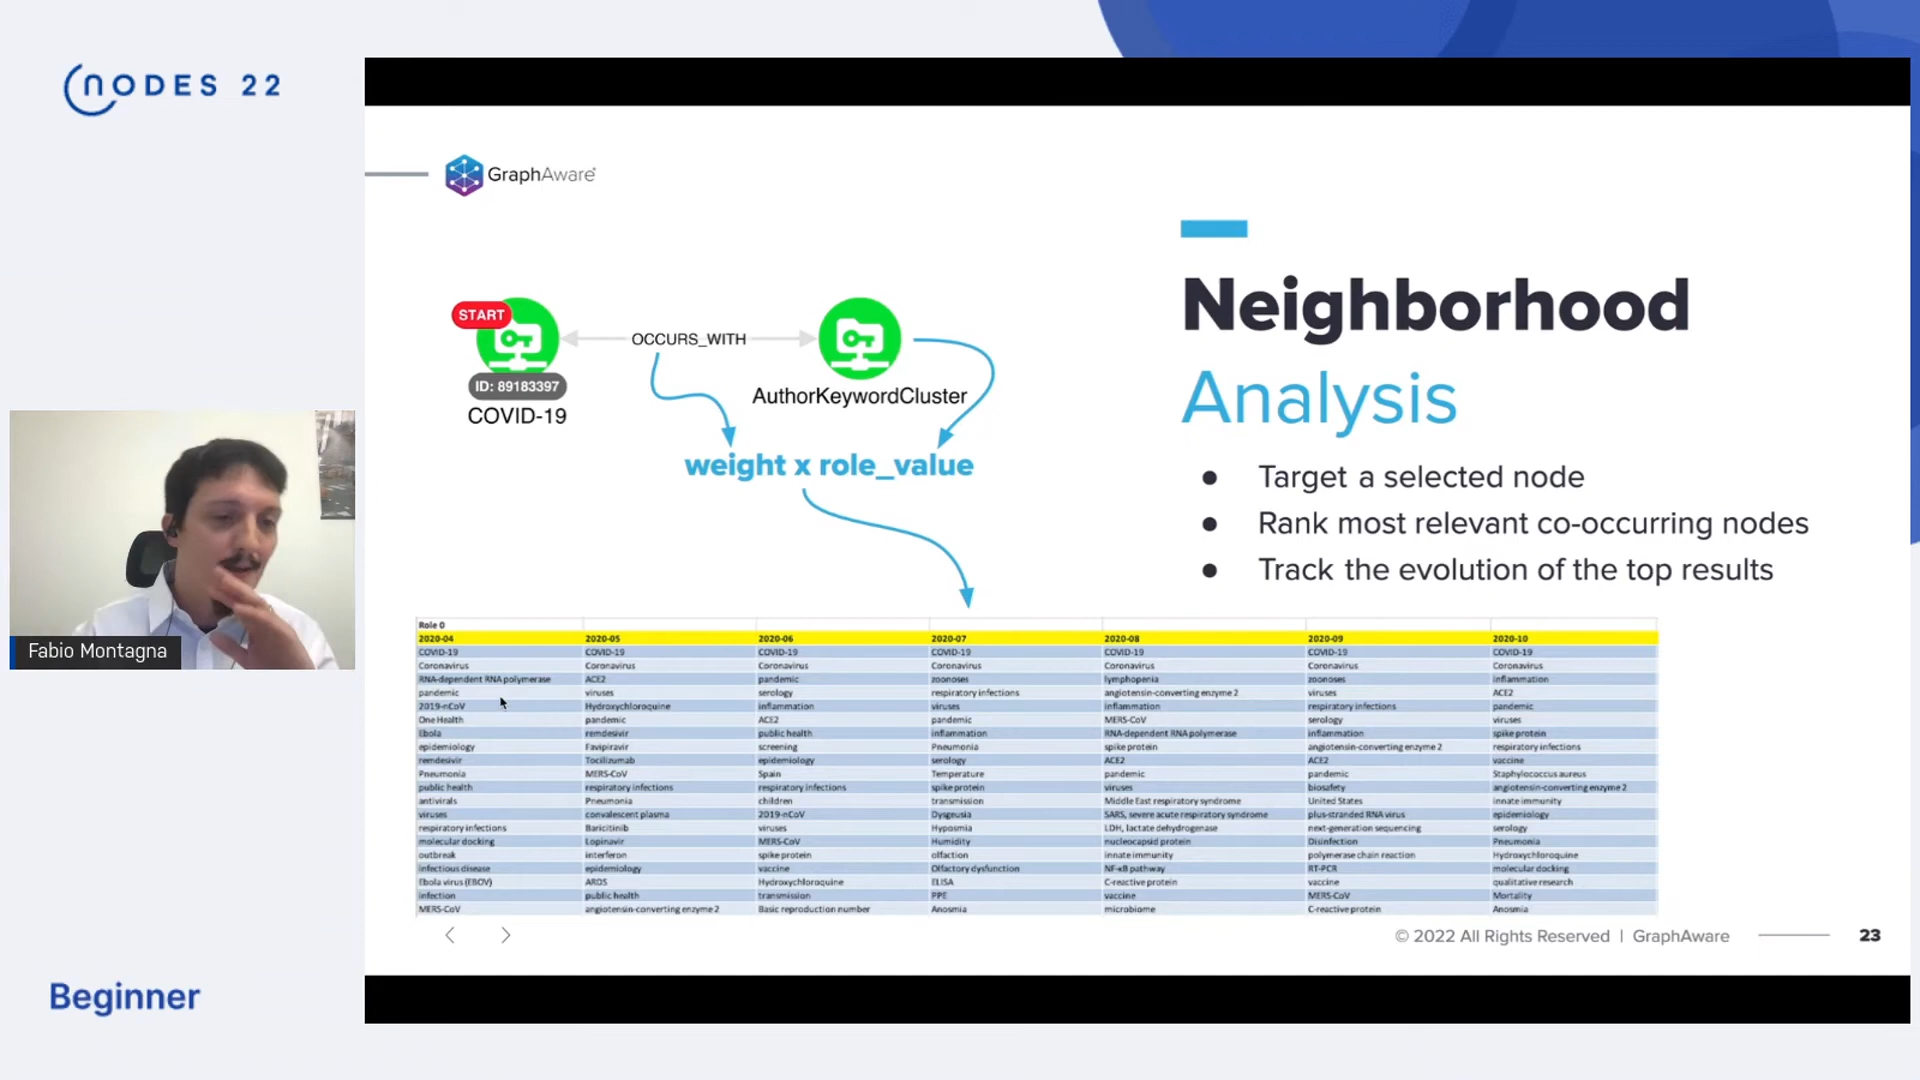 NODES 22
GraphAware
START
OCCURS_WITH
ID: 89183397
COVID-19
AuthorKeywordCluster
weight x role_value
Neighborhood
Analysis
● Target a selected node
● Rank most relevant co-occurring nodes
● Track the evolution of the top results
Fabio Montagna
Role 0
2020-04 2020-05 2020-06 2020-07 2020-08 2020-09 2020-10
COVID-19 COVID-19 COVID-19 COVID-19 COVID-19 COVID-19 COVID-19
Coronavirus Coronavirus Coronavirus Coronavirus Coronavirus Coronavirus Coronavirus
RNA-dependent RNA polymerase ACE2 pandemic zoonoses lymphopenia zoonoses inflammation
pandemic viruses serology respiratory infections angiotensin-converting enzyme 2 viruses ACE2
2019-nCoV Hydroxychloroquine inflammation viruses inflammation respiratory infections pandemic
One Health pandemic ACE2 pandemic MERS-CoV serology viruses
Ebola remdesivir public health inflammation RNA-dependent RNA polymerase inflammation spike protein
epidemiology Favipiravir screening Pneumonia spike protein angiotensin-converting enzyme 2 respiratory infections
remdesivir Tocilizumab epidemiology serology ACE2 ACE2 vaccine
Pneumonia MERS-CoV Spain Temperature pandemic pandemic Staphylococcus aureus
public health respiratory infections respiratory infections spike protein viruses biosafety angiotensin-converting enzyme 2
antivirals Pneumonia children transmission Middle East respiratory syndrome United States innate immunity
viruses convalescent plasma 2019-nCoV Dysgeusia SARS, severe acute respiratory syndrome plus-stranded RNA virus epidemiology
respiratory infections Baricitinib viruses Hyposmia LDH, lactate dehydrogenase next-generation sequencing serology
molecular docking Lopinavir MERS-CoV Humidity nucleocapsid protein Disinfection Pneumonia
outbreak interferon spike protein olfaction innate immunity polymerase chain reaction Hydroxychloroquine
infectious disease epidemiology vaccine Olfactory dysfunction NF-κB pathway RT-PCR molecular docking
Ebola virus (EBOV) ARDS Hydroxychloroquine ELISA C-reactive protein vaccine qualitative research
infection public health transmission PPE vaccine MERS-CoV Mortality
MERS-CoV angiotensin-converting enzyme 2 Basic reproduction number Anosmia microbiome C-reactive protein Anosmia
© 2022 All Rights Reserved | GraphAware 23
Beginner